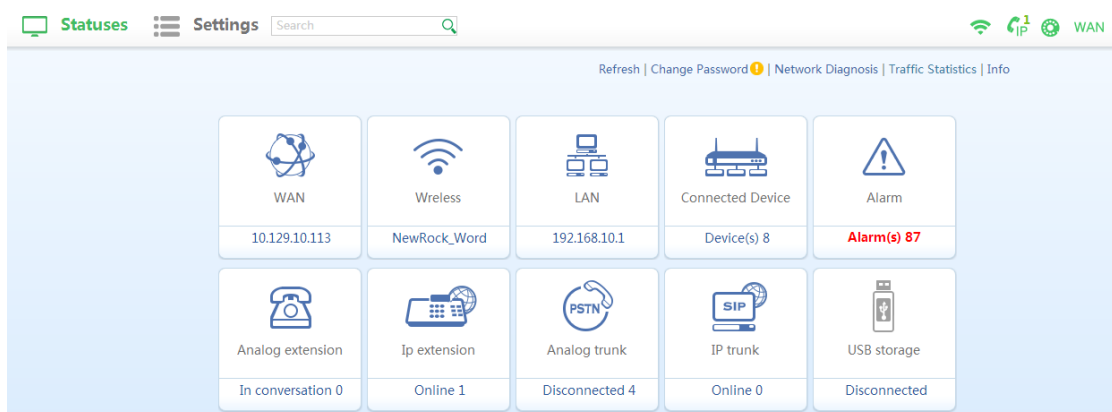 Statuses Settings Search IP 1 WAN
Refresh | Change Password ! | Network Diagnosis | Traffic Statistics | Info
WAN Wreless LAN Connected Device Alarm
10.129.10.113 NewRock_Word 192.168.10.1 Device(s) 8 Alarm(s) 87
PSTN SIP
Analog extension Ip extension Analog trunk IP trunk USB storage
In conversation 0 Online 1 Disconnected 4 Online 0 Disconnected